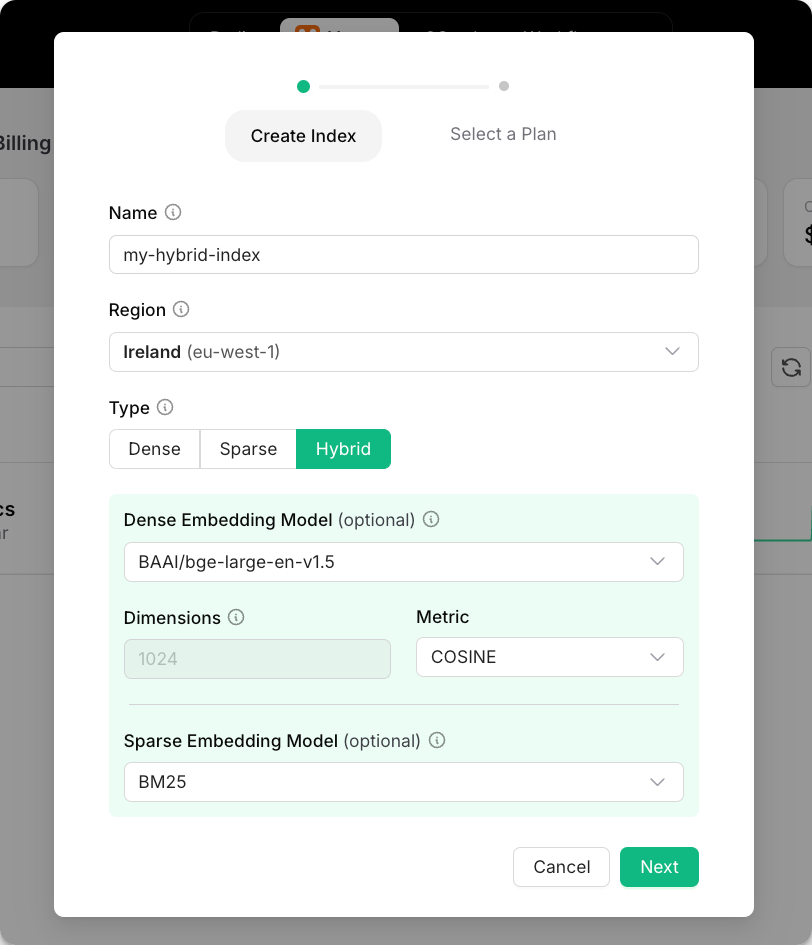 Billing
Create Index
Select a Plan
Name
my-hybrid-index
Region
Ireland (eu-west-1)
Type
Dense Sparse Hybrid
Dense Embedding Model (optional)
BAAI/bge-large-en-v1.5
Dimensions Metric
1024 COSINE
Sparse Embedding Model (optional)
BM25
Cancel Next